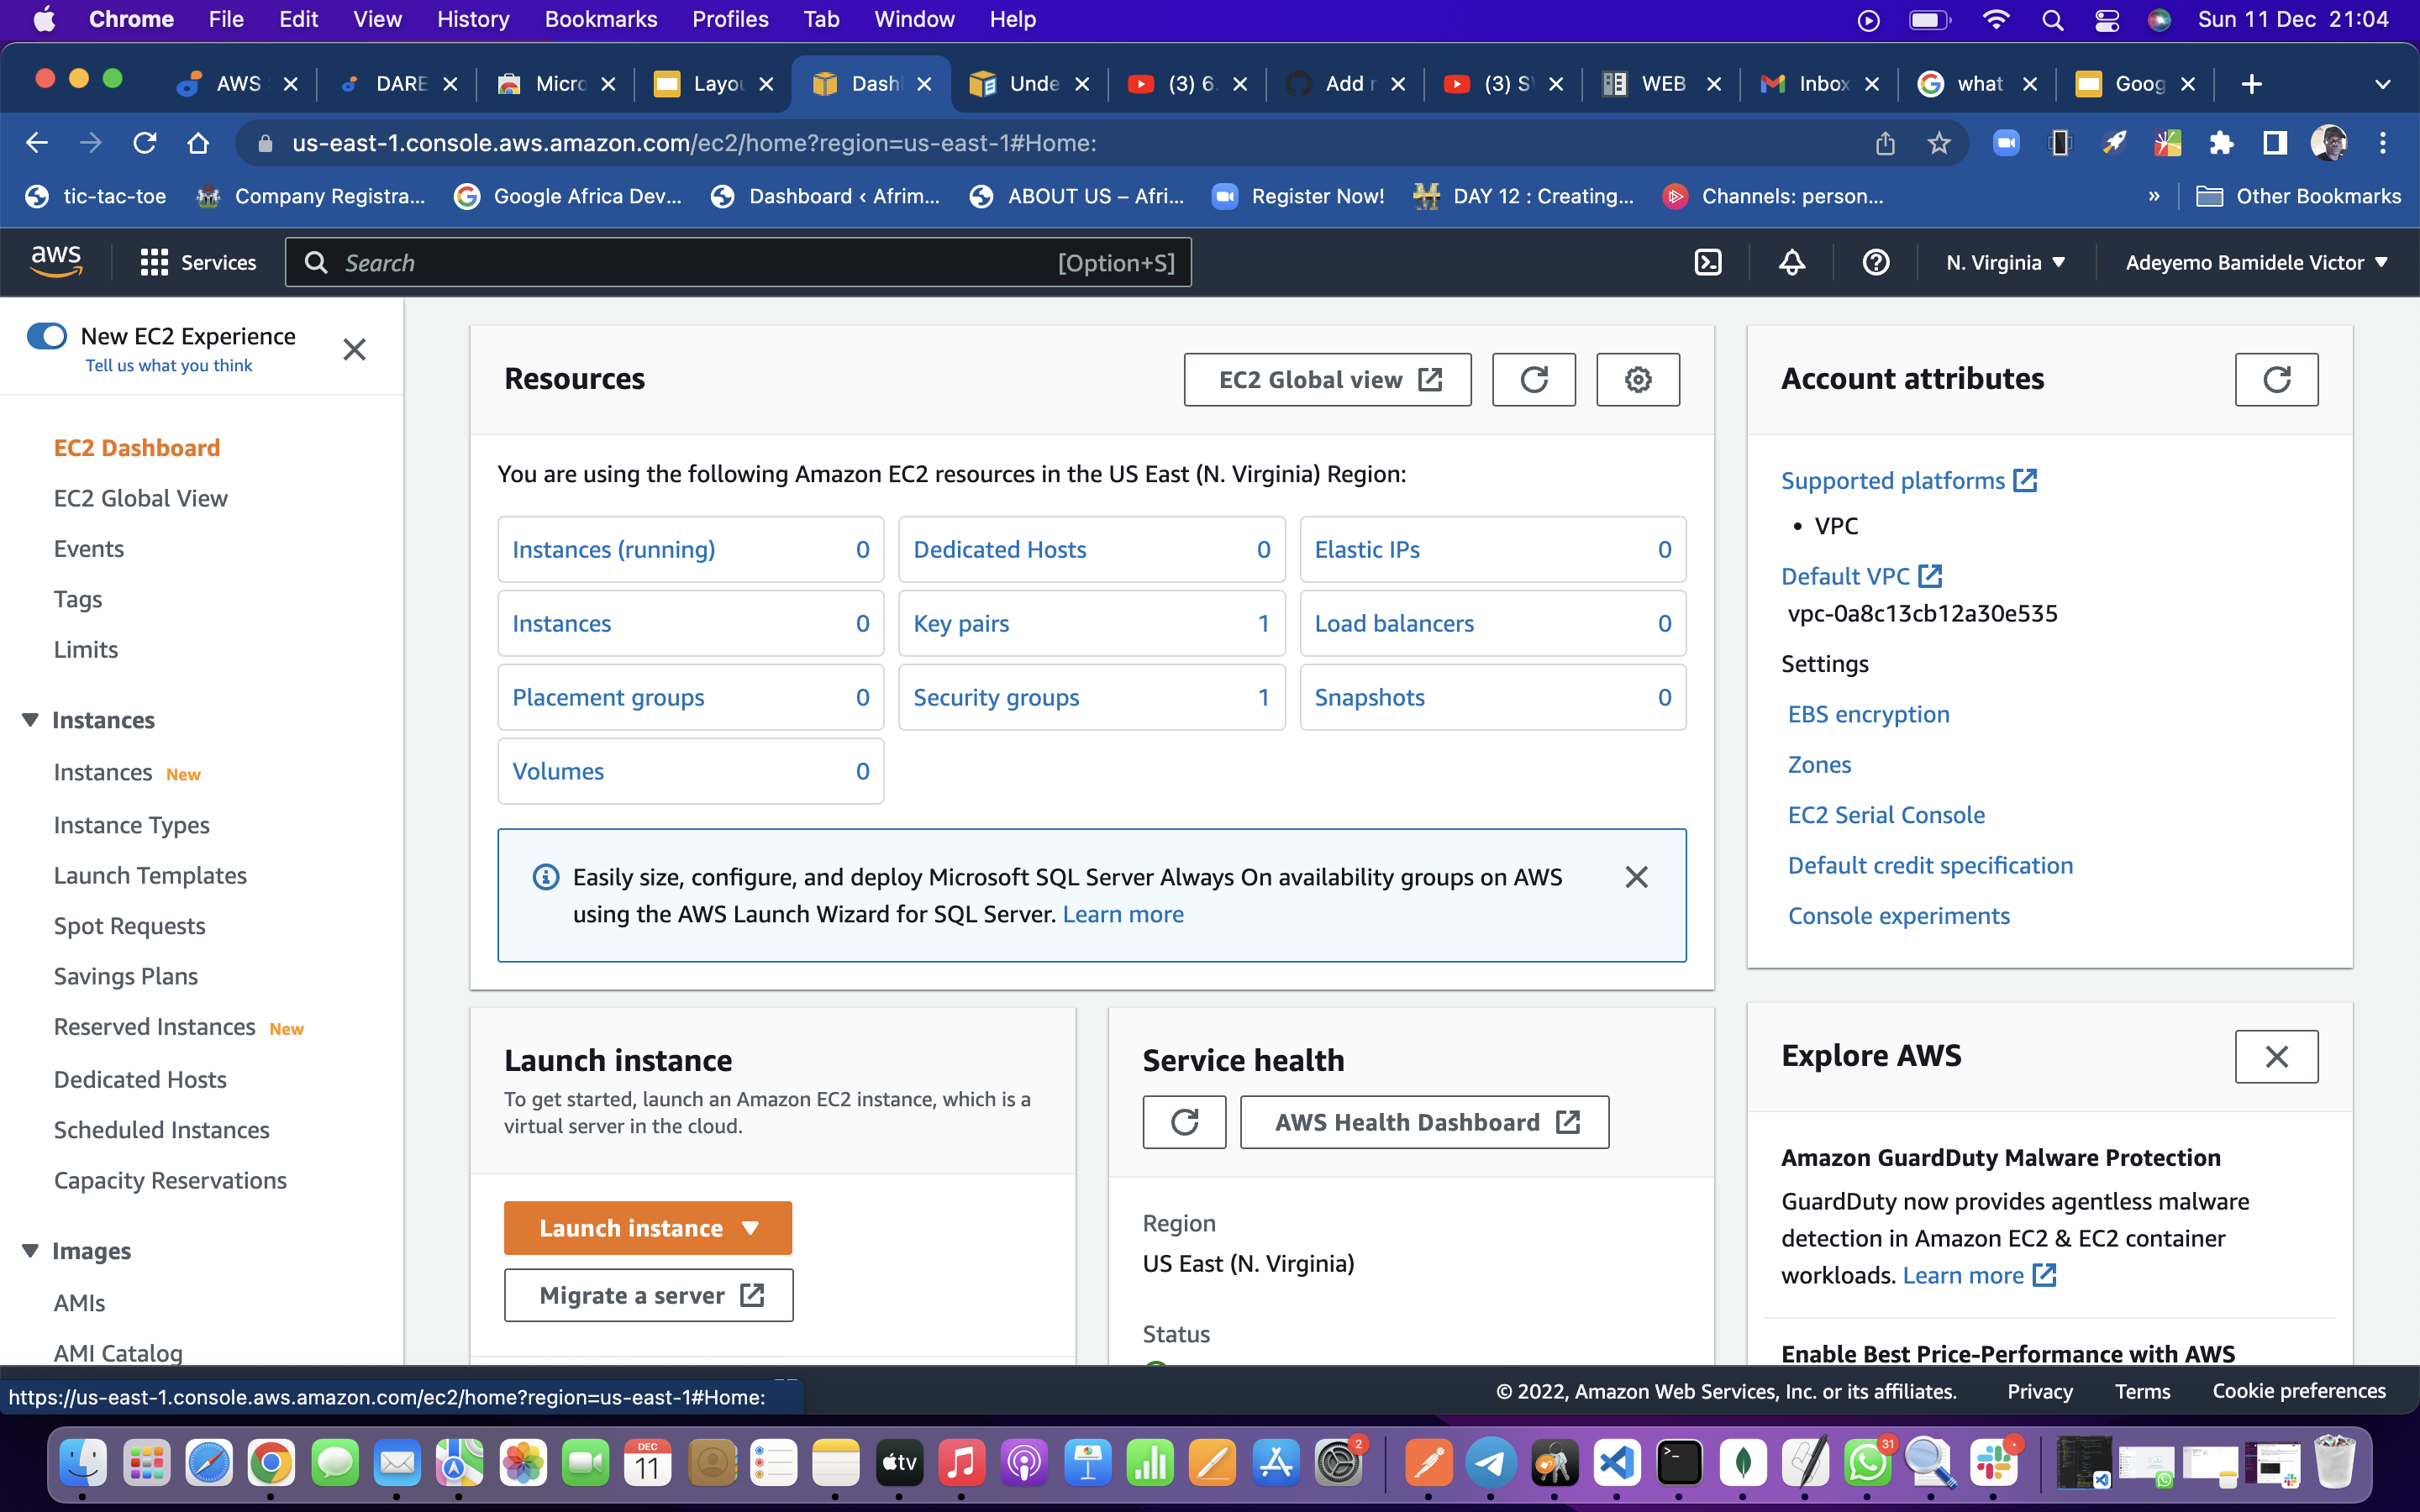 Chrome File Edit View History Bookmarks Profiles Tab Window Help Sun 11 Dec 21:04
AWS DARE Micro Layou Dash Unde (3) 6. Add r (3) S WEB Inbox what Goog
us-east-1.console.aws.amazon.com/ec2/home?region=us-east-1#Home:
tic-tac-toe Company Registra... Google Africa Dev... Dashboard ‹ Afrim... ABOUT US – Afri... Register Now! DAY 12 : Creating... Channels: person... » Other Bookmarks
aws Services Search [Option+S] N. Virginia Adeyemo Bamidele Victor
New EC2 Experience
Tell us what you think
EC2 Dashboard
EC2 Global View
Events
Tags
Limits
Instances
Instances New
Instance Types
Launch Templates
Spot Requests
Savings Plans
Reserved Instances New
Dedicated Hosts
Scheduled Instances
Capacity Reservations
Images
AMIs
AMI Catalog
Resources
EC2 Global view
You are using the following Amazon EC2 resources in the US East (N. Virginia) Region:
Instances (running) 0 Dedicated Hosts 0 Elastic IPs 0
Instances 0 Key pairs 1 Load balancers 0
Placement groups 0 Security groups 1 Snapshots 0
Volumes 0
Easily size, configure, and deploy Microsoft SQL Server Always On availability groups on AWS
using the AWS Launch Wizard for SQL Server. Learn more
Launch instance
To get started, launch an Amazon EC2 instance, which is a
virtual server in the cloud.
Launch instance
Migrate a server
Service health
AWS Health Dashboard
Region
US East (N. Virginia)
Status
Account attributes
Supported platforms
• VPC
Default VPC
vpc-0a8c13cb12a30e535
Settings
EBS encryption
Zones
EC2 Serial Console
Default credit specification
Console experiments
Explore AWS
Amazon GuardDuty Malware Protection
GuardDuty now provides agentless malware
detection in Amazon EC2 & EC2 container
workloads. Learn more
Enable Best Price-Performance with AWS
https://us-east-1.console.aws.amazon.com/ec2/home?region=us-east-1#Home:
© 2022, Amazon Web Services, Inc. or its affiliates. Privacy Terms Cookie preferences
DEC
11
tv
2
31